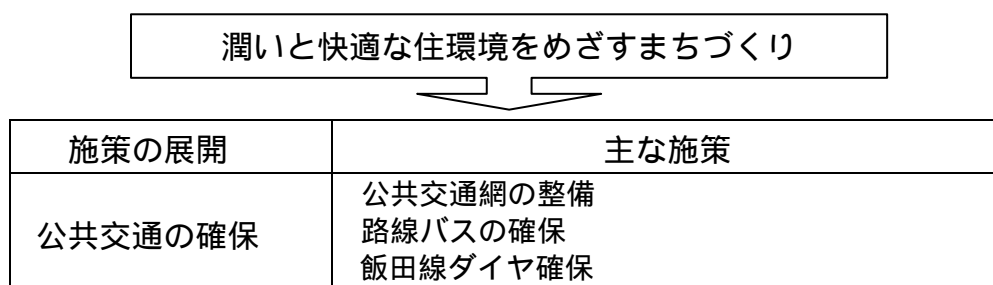 潤いと快適な住環境をめざすまちづくり
施策の展開
主な施策
公共交通の確保
公共交通網の整備
路線バスの確保
飯田線ダイヤ確保